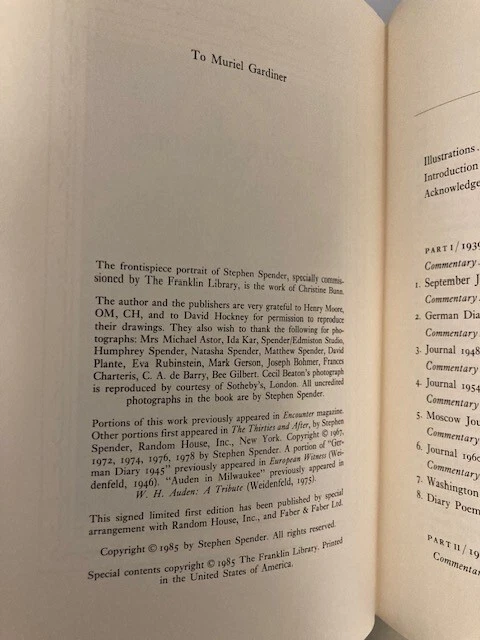 To Muriel Gardiner
The frontispiece portrait of Stephen Spender, specially commis-
sioned by The Franklin Library, is the work of Christine Bunn.
The author and the publishers are very grateful to Henry Moore,
OM, CH, and to David Hockney for permission to reproduce
their drawings. They also wish to thank the following for pho-
tographs: Mrs Michael Astor, Ida Kar, Spender/Edmiston Studio,
Humphrey Spender, Natasha Spender, Matthew Spender, David
Plante, Eva Rubinstein, Mark Gerson, Joseph Bohmer, Frances
Charteris, C. A. de Barry, Bee Gilbert. Cecil Beaton's photograph
is reproduced by courtesy of Sotheby's, London. All uncredited
photographs in the book are by Stephen Spender.
Portions of this work previously appeared in Encounter magazine.
Other portions first appeared in The Thirties and After, by Stephen
Spender, Random House, Inc., New York. Copyright © 1967,
1972, 1974, 1976, 1978 by Stephen Spender. A portion of "Ger-
man Diary 1945" previously appeared in European Witness (Wei-
denfeld, 1946). "Auden in Milwaukee" previously appeared in
W. H. Auden: A Tribute (Weidenfeld, 1975).
This signed limited first edition has been published by special
arrangement with Random House, Inc., and Faber & Faber Ltd.
Copyright © 1985 by Stephen Spender. All rights reserved.
Special contents copyright © 1985 The Franklin Library. Printed
in the United States of America.
Illustrations
Introduction
Acknowledge
PART I / 1939
Commentary
1. September J
Commentary
2. German Dia
Commentary
3. Journal 1948
Commentary
4. Journal 1954
Commentary
5. Moscow Jou
Commentary
6. Journal 1960
Commentary
7. Washington
8. Diary Poem
PART II / 19
Commentar